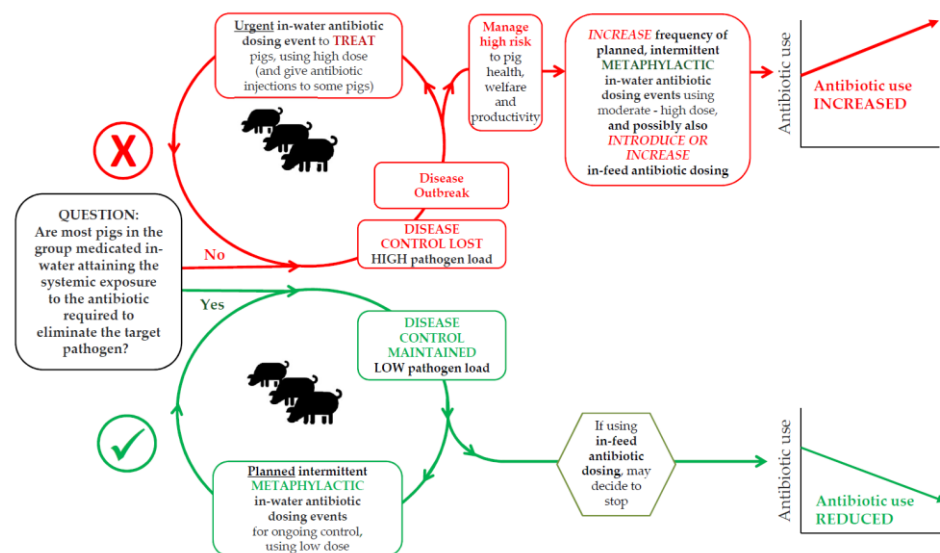 Urgent in-water antibiotic
dosing event to TREAT
pigs, using high dose
(and give antibiotic
injections to some pigs)
Manage
high risk
to pig
health,
welfare
and
productivity
INCREASE frequency of
planned, intermittent
METAPHYLACTIC
in-water antibiotic
dosing events using
moderate - high dose,
and possibly also
INTRODUCE OR
INCREASE
in-feed antibiotic dosing
Antibiotic use
Antibiotic use
INCREASED
X
Disease
Outbreak
DISEASE
CONTROL LOST
HIGH pathogen load
QUESTION:
Are most pigs in the
group medicated in-
water attaining the
systemic exposure
to the antibiotic
required to
eliminate the target
pathogen?
No
Yes
DISEASE
CONTROL
MAINTAINED
LOW pathogen load
Planned intermittent
METAPHYLACTIC
in-water antibiotic
dosing events
for ongoing control,
using low dose
If using
in-feed
antibiotic
dosing, may
decide to
stop
Antibiotic use
Antibiotic use
REDUCED